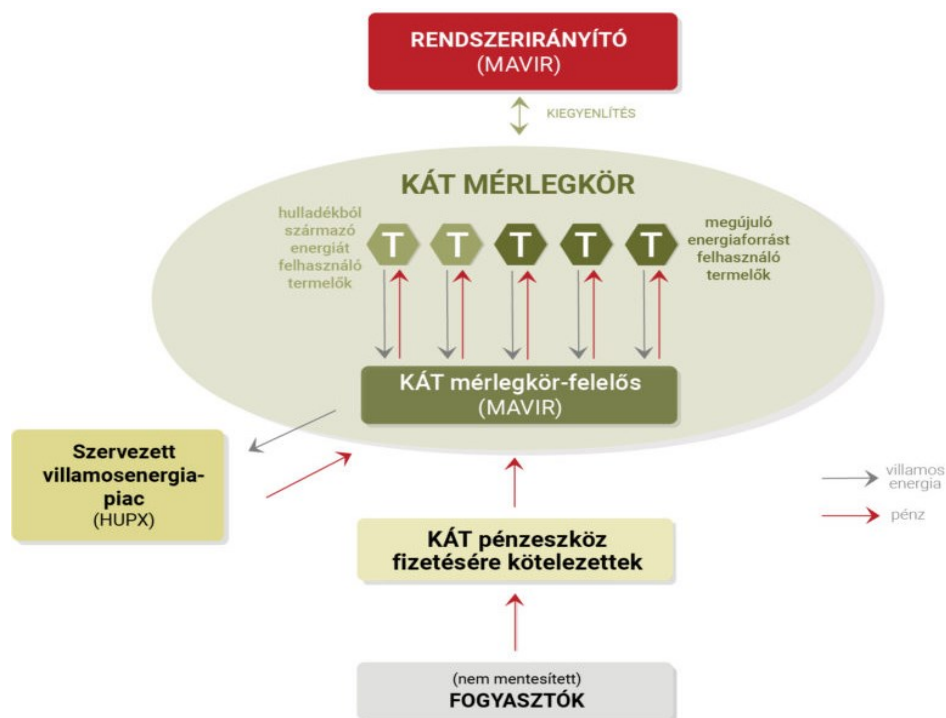 RENDSZERIRÁNYÍTÓ
(MAVIR)
KIEGYENLÍTÉS
KÁT MÉRLEGKÖR
hulladékból
származó
energiát
felhasználó
termelők
T T T T T
megújuló
energiaforrást
felhasználó
termelők
KÁT mérlegkör-felelős
(MAVIR)
Szervezett
villamosenergia-
piac
(HUPX)
villamos
energia
pénz
KÁT pénzeszköz
fizetésére kötelezettek
(nem mentesített)
FOGYASZTÓK